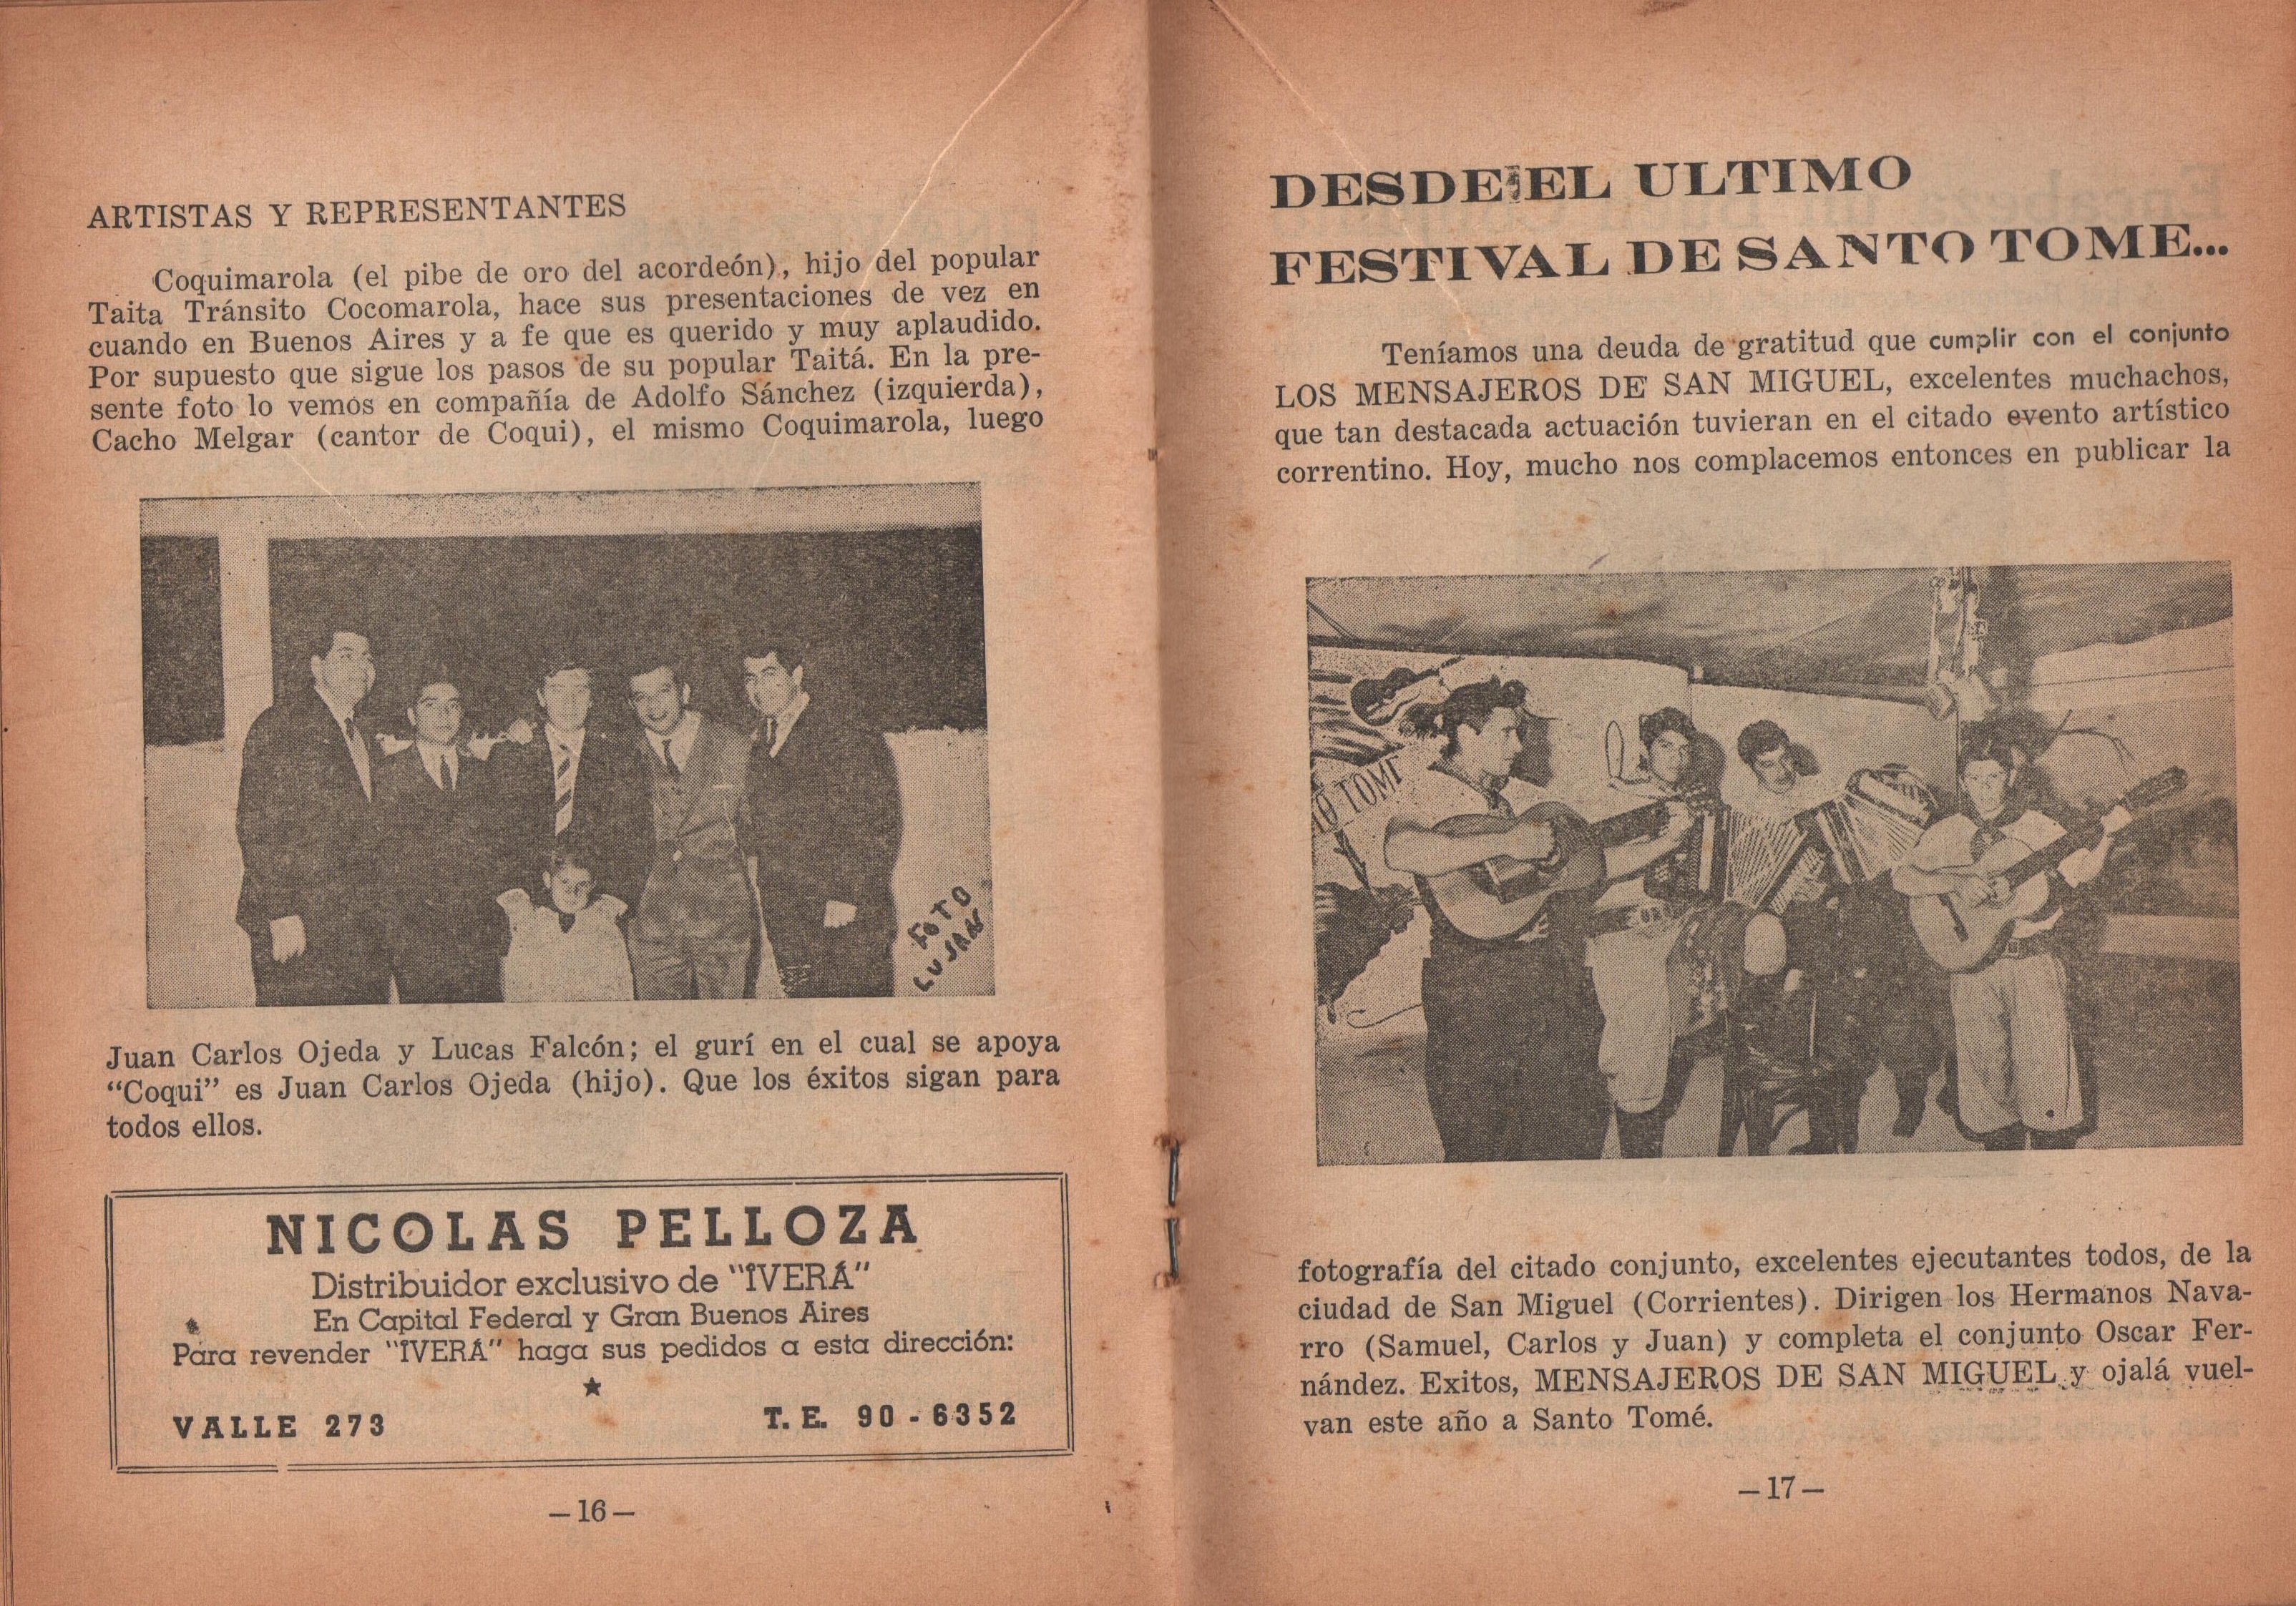 ARTISTAS Y REPRESENTANTES
Coquimarola (el pibe de oro del acordeón), hijo del popular
Taita Tránsito Cocomarola, hace sus presentaciones de vez en
cuando en Buenos Aires y a fe que es querido y muy aplaudido.
Por supuesto que sigue los pasos de su popular Taitá. En la pre-
sente foto lo vemos en compañía de Adolfo Sánchez (izquierda),
Cacho Melgar (cantor de Coqui), el mismo Coquimarola, luego
FOTO
LUJAN
Juan Carlos Ojeda y Lucas Falcón; el gurí en el cual se apoya
“Coqui” es Juan Carlos Ojeda (hijo). Que los éxitos sigan para
todos ellos.
NICOLAS PELLOZA
Distribuidor exclusivo de "IVERÁ"
En Capital Federal y Gran Buenos Aires
Para revender "IVERÁ" haga sus pedidos a esta dirección:
★
VALLE 273
T. E. 90 - 6352
— 16 —
DESDE EL ULTIMO
FESTIVAL DE SANTO TOME...
Teníamos una deuda de gratitud que cumplir con el conjunto
LOS MENSAJEROS DE SAN MIGUEL, excelentes muchachos,
que tan destacada actuación tuvieran en el citado evento artístico
correntino. Hoy, mucho nos complacemos entonces en publicar la
TO TOME
fotografía del citado conjunto, excelentes ejecutantes todos, de la
ciudad de San Miguel (Corrientes). Dirigen los Hermanos Nava-
rro (Samuel, Carlos y Juan) y completa el conjunto Oscar Fer-
nández. Exitos, MENSAJEROS DE SAN MIGUEL y ojalá vuel-
van este año a Santo Tomé.
— 17 —